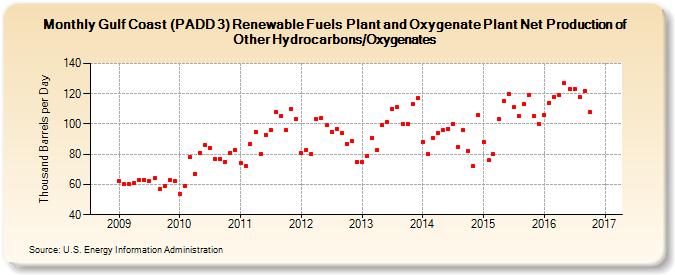 Monthly Gulf Coast (PADD 3) Renewable Fuels Plant and Oxygenate Plant Net Production of
Other Hydrocarbons/Oxygenates
Thousand Barrels per Day
140
120
100
80
60
40
2009 2010 2011 2012 2013 2014 2015 2016 2017
Source: U.S. Energy Information Administration